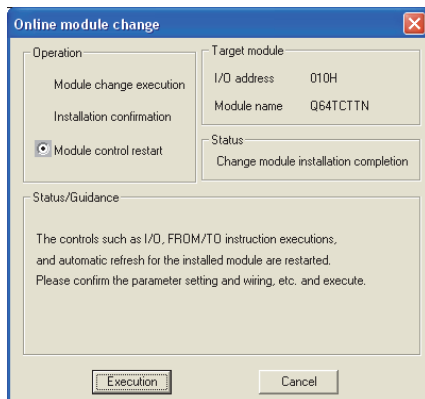 Online module change
Operation
Module change execution
Installation confirmation
Module control restart
Target module
I/O address 010H
Module name Q64TCTTN
Status
Change module installation completion
Status/Guidance
The controls such as I/O, FROM/TO instruction executions,
and automatic refresh for the installed module are restarted.
Please confirm the parameter setting and wiring, etc. and execute.
Execution Cancel